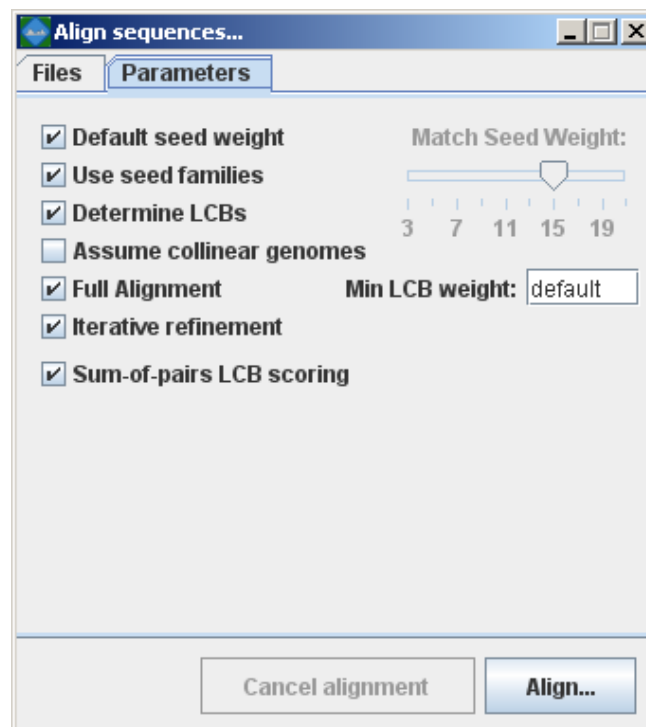 Align sequences...
Files Parameters
Default seed weight Match Seed Weight:
Use seed families
Determine LCBs 3 7 11 15 19
Assume collinear genomes
Full Alignment Min LCB weight: default
Iterative refinement
Sum-of-pairs LCB scoring
Cancel alignment Align...